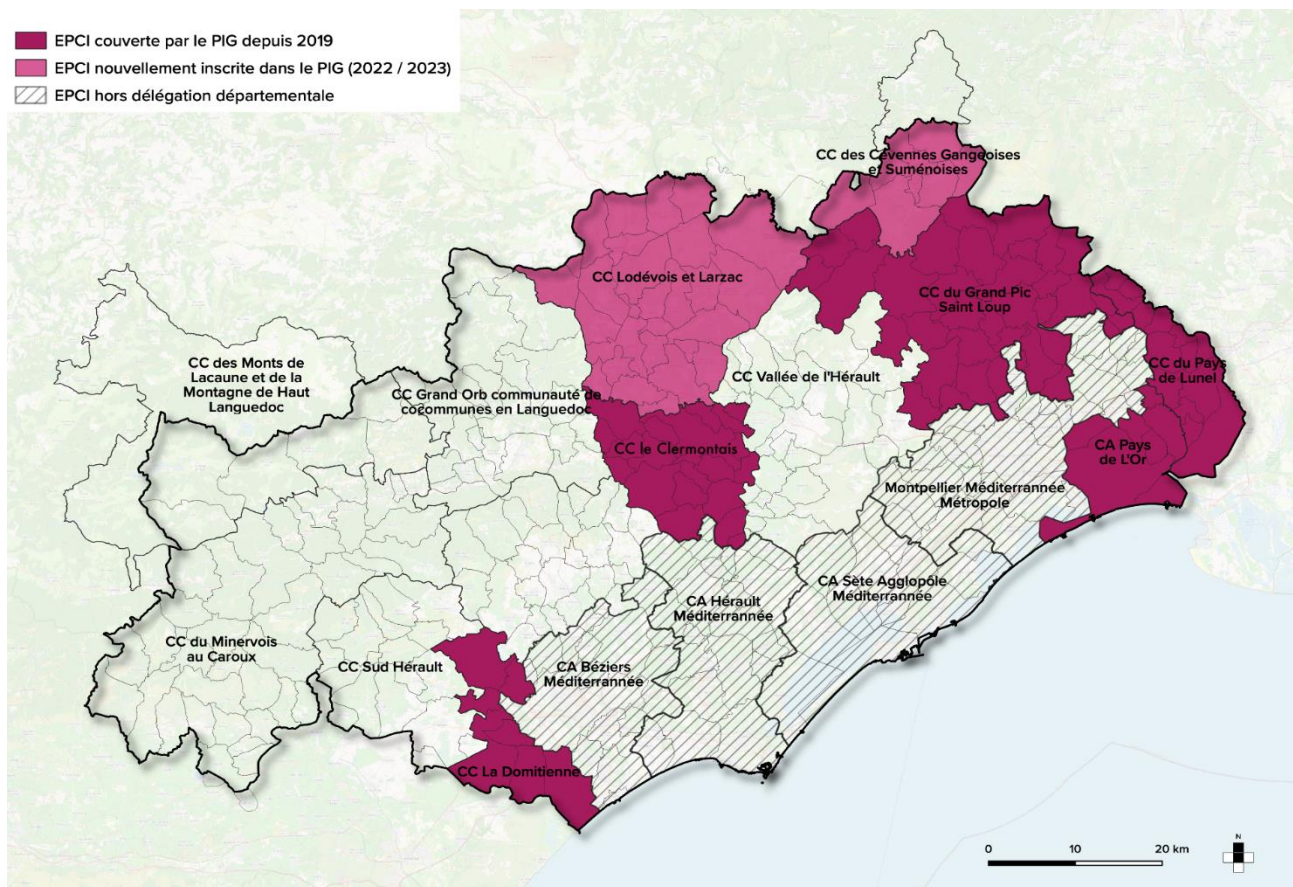 EPCI couverte par le PIG depuis 2019
EPCI nouvellement inscrite dans le PIG (2022 / 2023)
EPCI hors délégation départementale
CC des Cévennes Gangeoises
et Suménoises
CC Lodévois et Larzac
CC du Grand Pic
Saint Loup
CC des Monts de
Lacaune et de la
Montagne de Haut
Languedoc
CC Vallée de l'Hérault
CC du Pays
de Lunel
CC Grand Orb communauté de
cocommunes en Languedoc
CC le Clermontais
CA Pays
de L'Or
Montpellier Méditerrannée
Métropole
CA Sète Agglopôle
Méditerrannée
CA Hérault
Méditerrannée
CC du Minervois
au Caroux
CC Sud Hérault
CA Béziers
Méditerrannée
CC La Domitienne
N
0 10 20 km